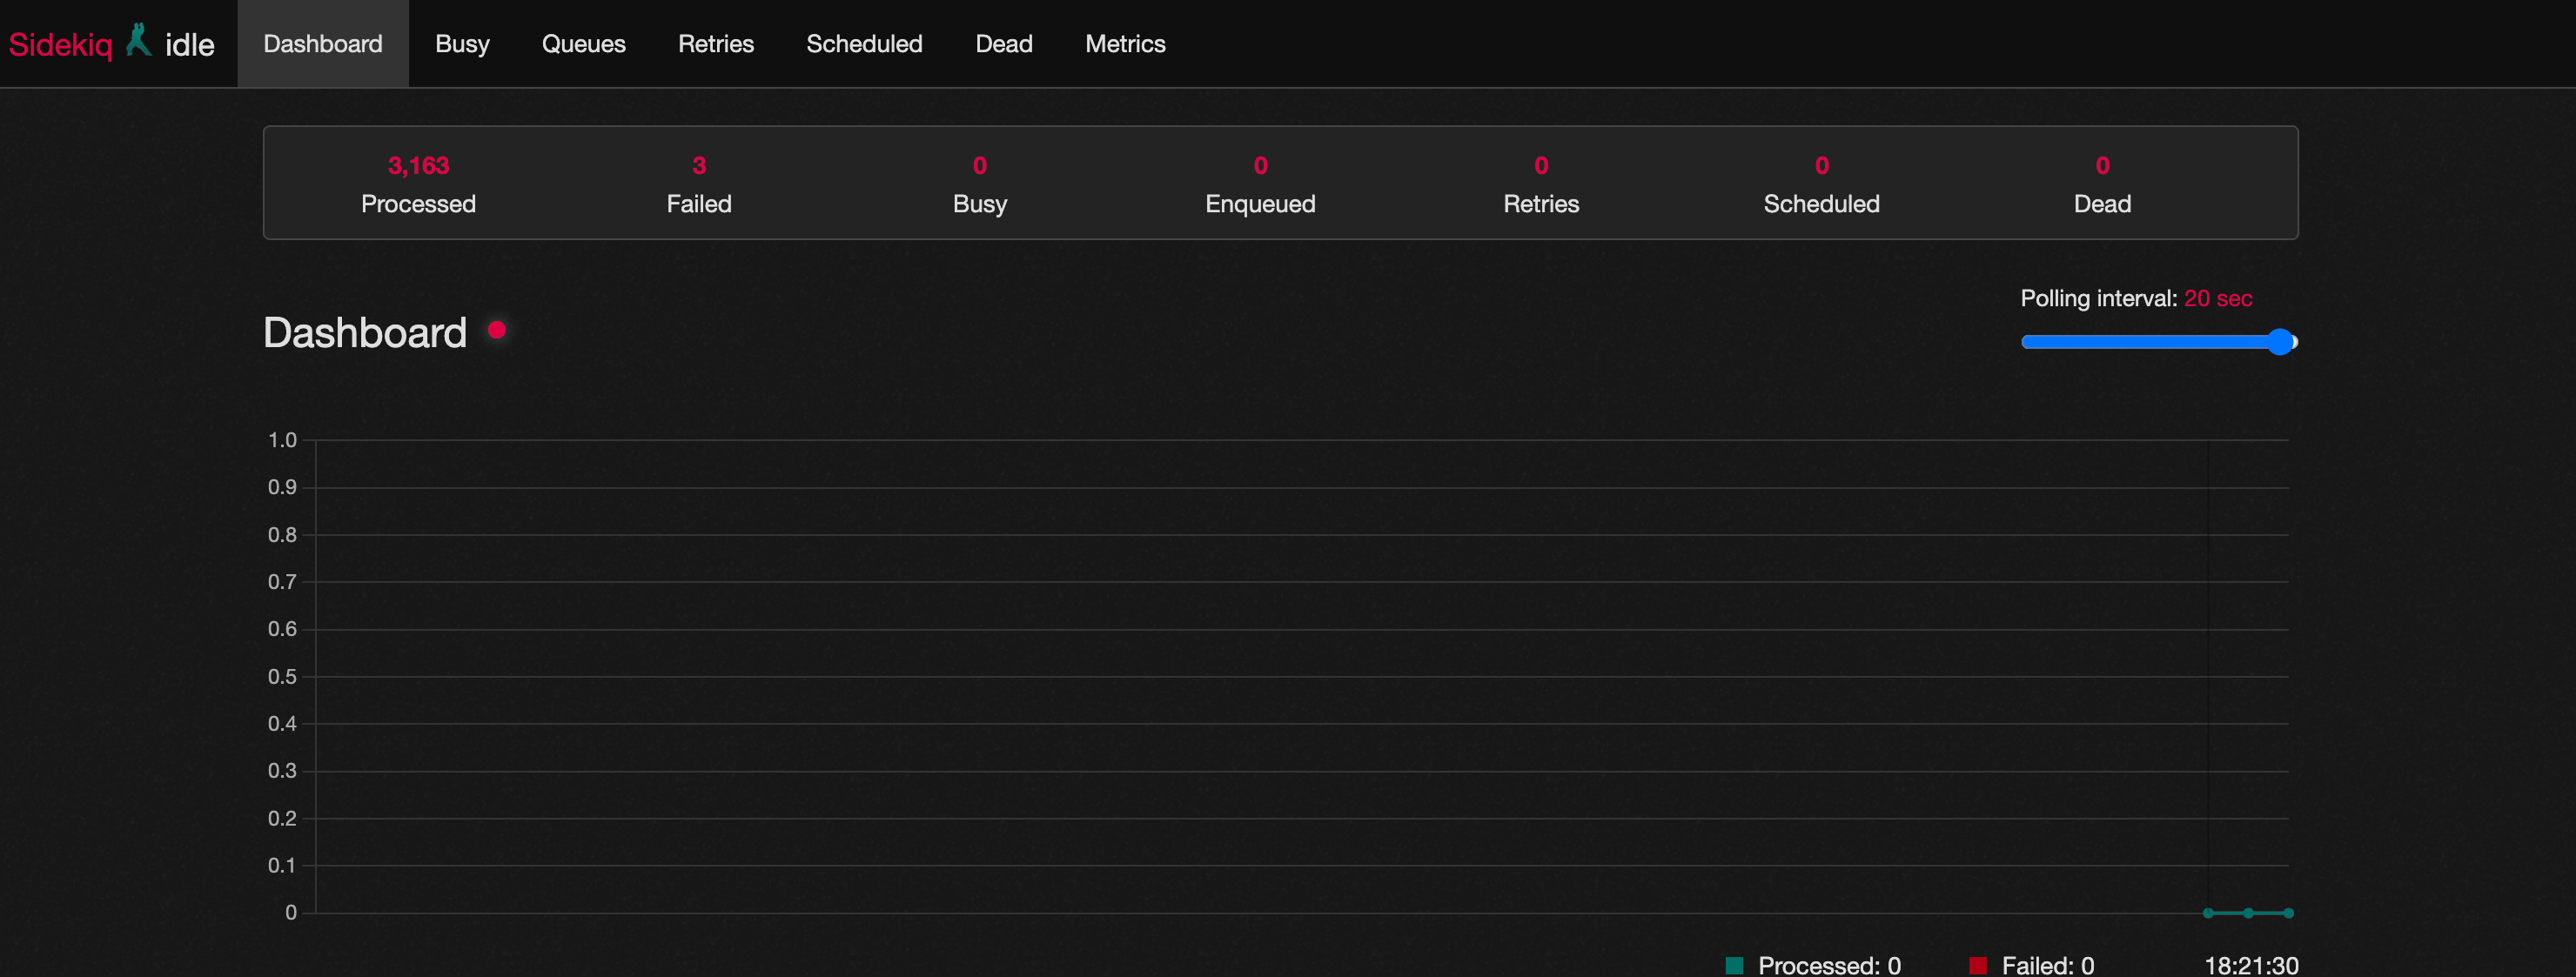 Sidekiq idle Dashboard Busy Queues Retries Scheduled Dead Metrics
3,163 3 0 0 0 0 0
Processed Failed Busy Enqueued Retries Scheduled Dead
Polling interval: 20 sec
Dashboard
1.0
0.9
0.8
0.7
0.6
0.5
0.4
0.3
0.2
0.1
0
Processed: 0 Failed: 0 18:21:30